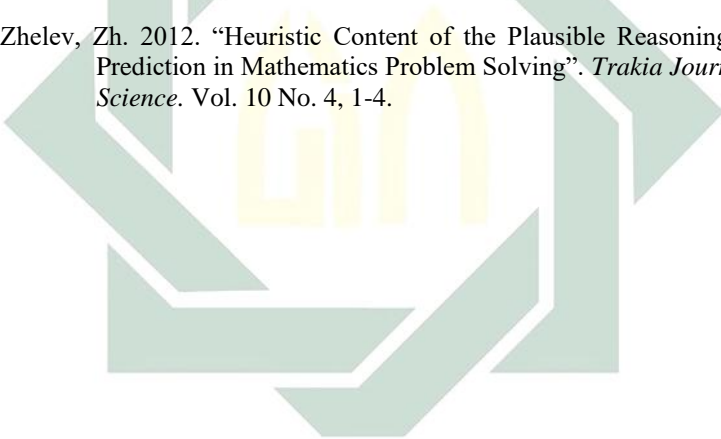 Zhelev, Zh. 2012. “Heuristic Content of the Plausible Reasoning
Prediction in Mathematics Problem Solving”. Trakia Jour
Science. Vol. 10 No. 4, 1-4.